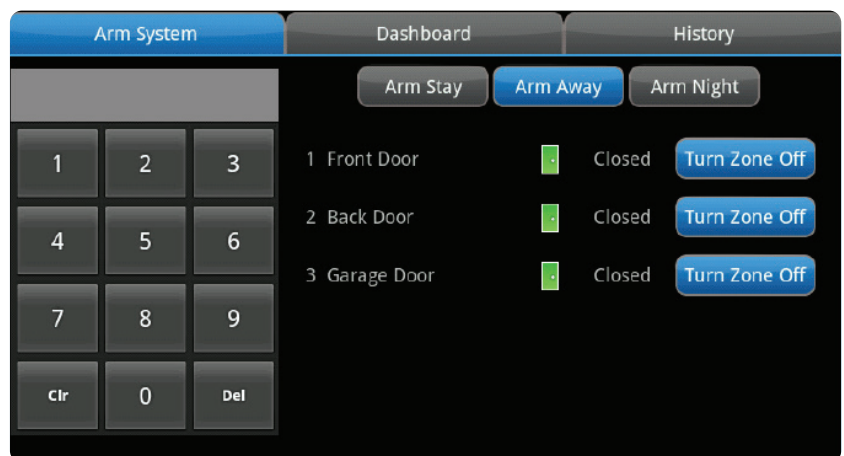 Arm System Dashboard History
Arm Stay Arm Away Arm Night
1 2 3
4 5 6
7 8 9
Clr 0 Del
1 Front Door Closed Turn Zone Off
2 Back Door Closed Turn Zone Off
3 Garage Door Closed Turn Zone Off